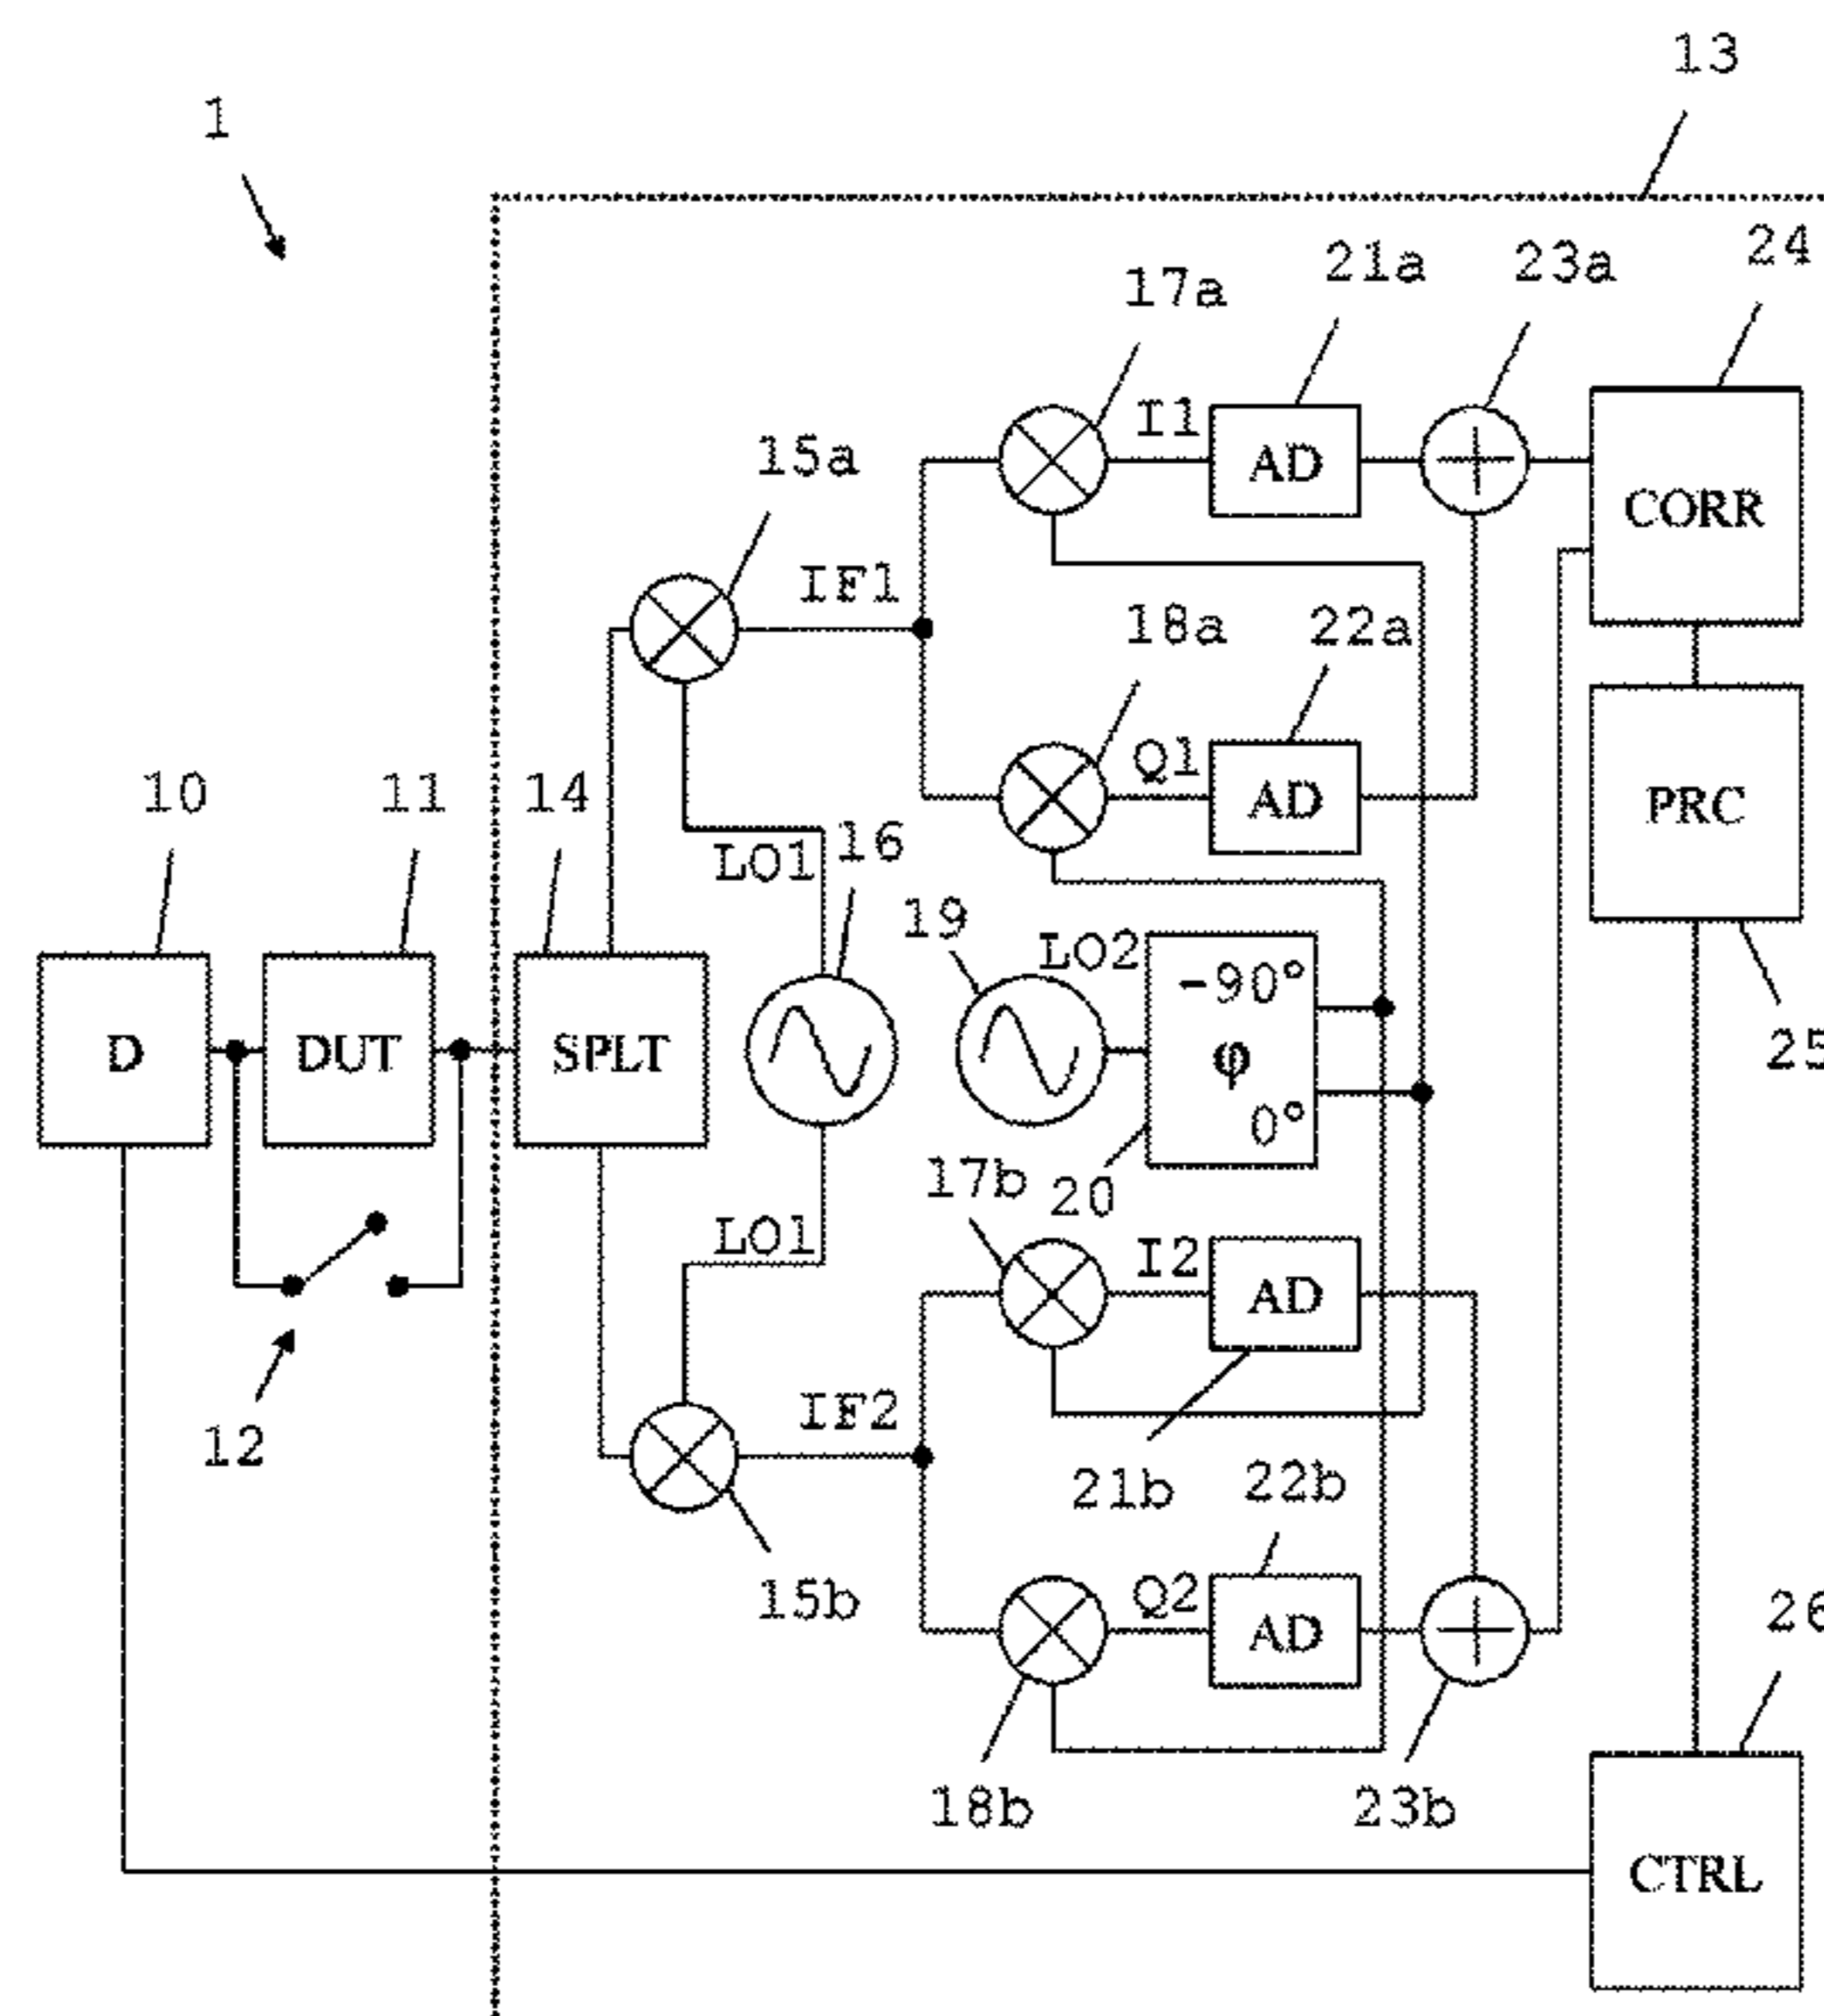 13
1
24
21a
23a
17a
I1
AD
15a
CORR
IF1
18a
22a
Q1
AD
PRC
10
11
14
LO1
16
19
LO2
-90°
D
DUT
SPLT
φ
25
0°
17b
20
LO1
I2
AD
12
IF2
21b
22b
15b
Q2
AD
26
18b
23b
CTRL